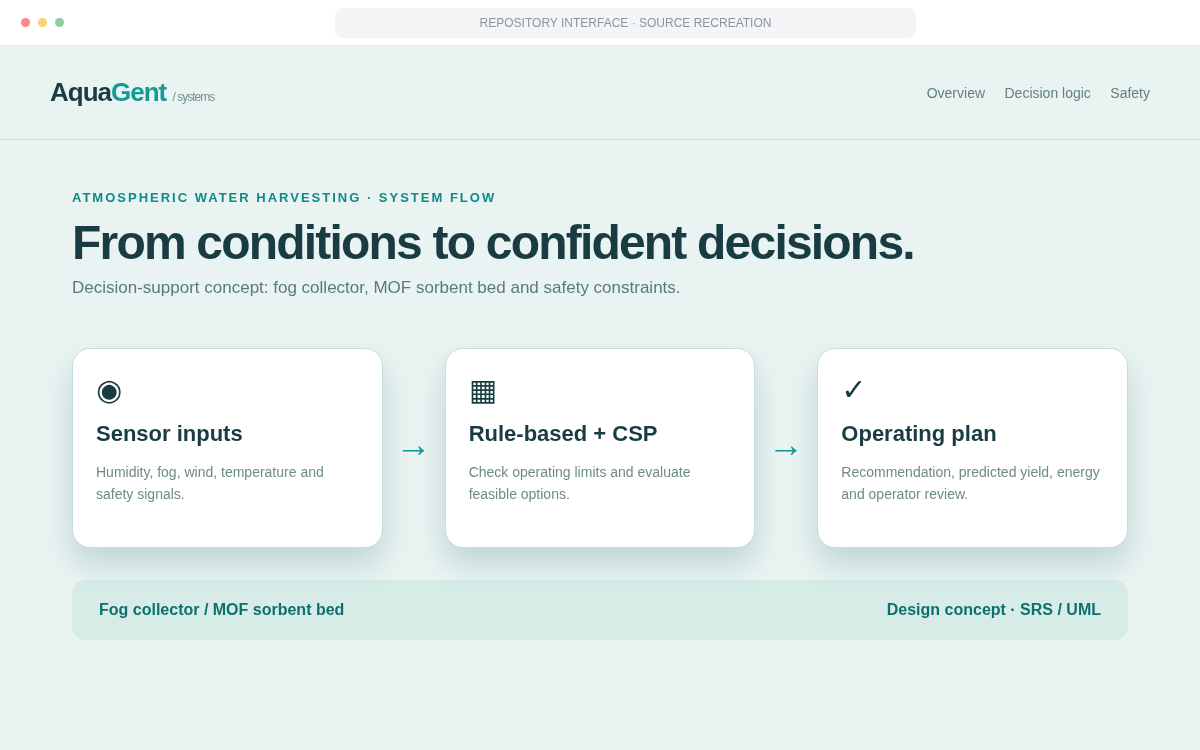 REPOSITORY INTERFACE · SOURCE RECREATION
AquaGent / systems
Overview Decision logic Safety
ATMOSPHERIC WATER HARVESTING · SYSTEM FLOW
From conditions to confident decisions.
Decision-support concept: fog collector, MOF sorbent bed and safety constraints.
Sensor inputs
Humidity, fog, wind, temperature and
safety signals.
→
Rule-based + CSP
Check operating limits and evaluate
feasible options.
→
Operating plan
Recommendation, predicted yield, energy
and operator review.
Fog collector / MOF sorbent bed
Design concept · SRS / UML